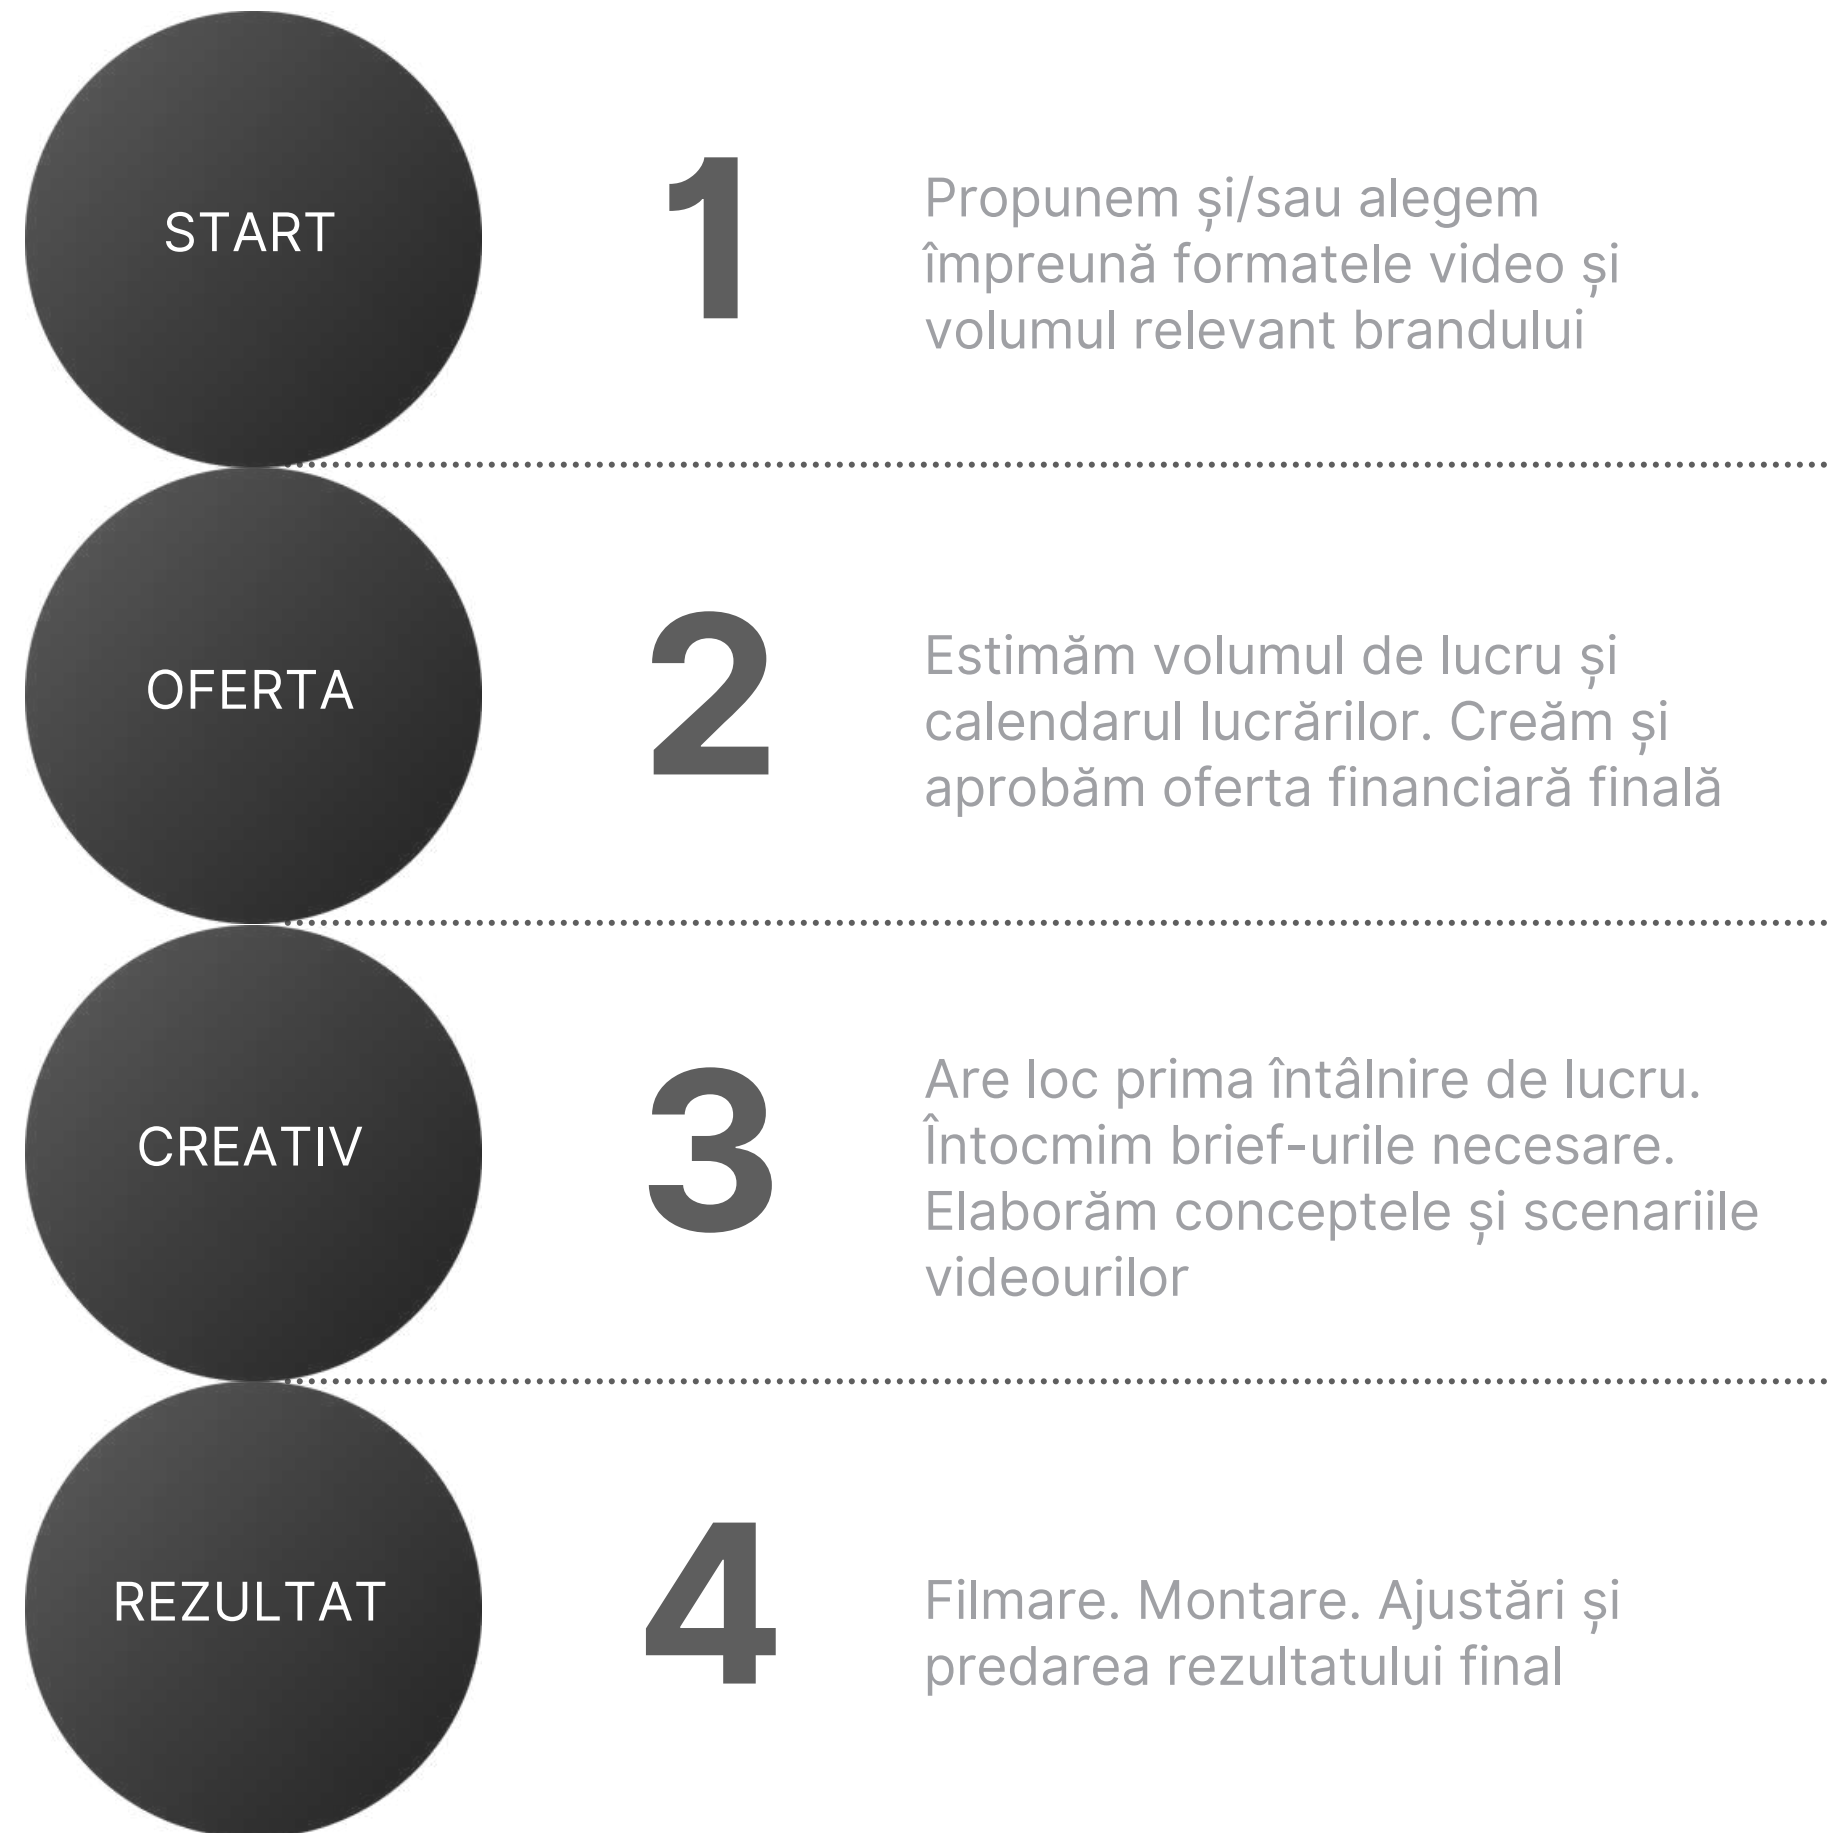 START
1
Propunem și/sau alegem
împreună formatele video și
volumul relevant brandului
OFERTA
2
Estimăm volumul de lucru și
calendarul lucrărilor. Creăm și
aprobăm oferta financiară finală
CREATIV
3
Are loc prima întâlnire de lucru.
Întocmim brief-urile necesare.
Elaborăm conceptele și scenariile
videourilor
REZULTAT
4
Filmare. Montare. Ajustări și
predarea rezultatului final